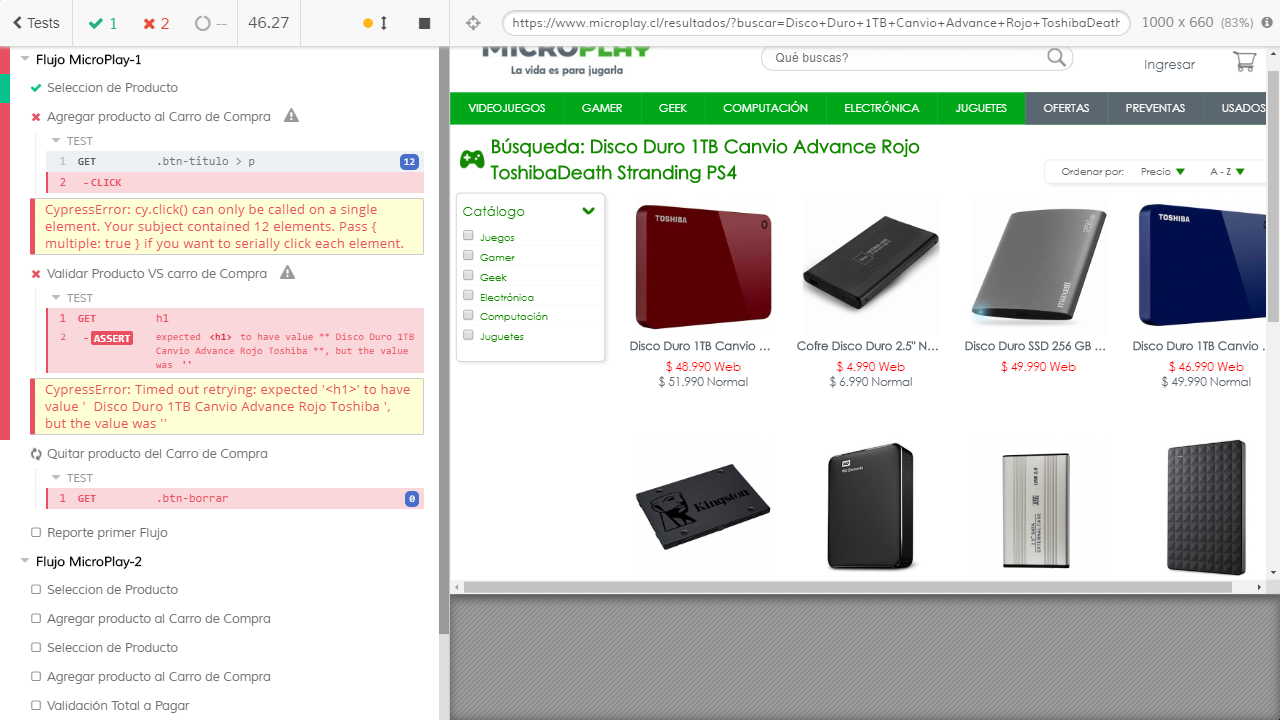 Tests
1
2
--
46.27
https://www.microplay.cl/resultados/?buscar=Disco+Duro+1TB+Canvio+Advance+Rojo+ToshibaDeath
1000 x 660 (83%)
Flujo MicroPlay-1
Seleccion de Producto
Agregar producto al Carro de Compra
TEST
1 GET .btn-titulo > p 12
2 -CLICK
CypressError: cy.click() can only be called on a single
element. Your subject contained 12 elements. Pass {
multiple: true } if you want to serially click each element.
Validar Producto VS carro de Compra
TEST
1 GET h1
2 -ASSERT expected <h1> to have value ** Disco Duro 1TB
Canvio Advance Rojo Toshiba **, but the value
was ''
CypressError: Timed out retrying: expected '<h1>' to have
value '  Disco Duro 1TB Canvio Advance Rojo Toshiba ',
but the value was ''
Quitar producto del Carro de Compra
TEST
1 GET .btn-borrar 0
Reporte primer Flujo
Flujo MicroPlay-2
Seleccion de Producto
Agregar producto al Carro de Compra
Seleccion de Producto
Agregar producto al Carro de Compra
Validación Total a Pagar
MICROPLAY
La vida es para jugarla
Qué buscas?
Ingresar
VIDEOJUEGOS GAMER GEEK COMPUTACIÓN ELECTRÓNICA JUGUETES OFERTAS PREVENTAS USADOS
Búsqueda: Disco Duro 1TB Canvio Advance Rojo
ToshibaDeath Stranding PS4
Ordenar por: Precio A - Z
Catálogo
Juegos
Gamer
Geek
Electrónica
Computación
Juguetes
TOSHIBA
maxell
TOSHIBA
Disco Duro 1TB Canvio ... Cofre Disco Duro 2.5" N... Disco Duro SSD 256 GB ... Disco Duro 1TB Canvio .
$ 48.990 Web $ 4.990 Web $ 49.990 Web $ 46.990 Web
$ 51.990 Normal $ 6.990 Normal $ 49.990 Normal
Kingston
WD
USB 2.0
2.5" SATA
EXTERNAL CASE